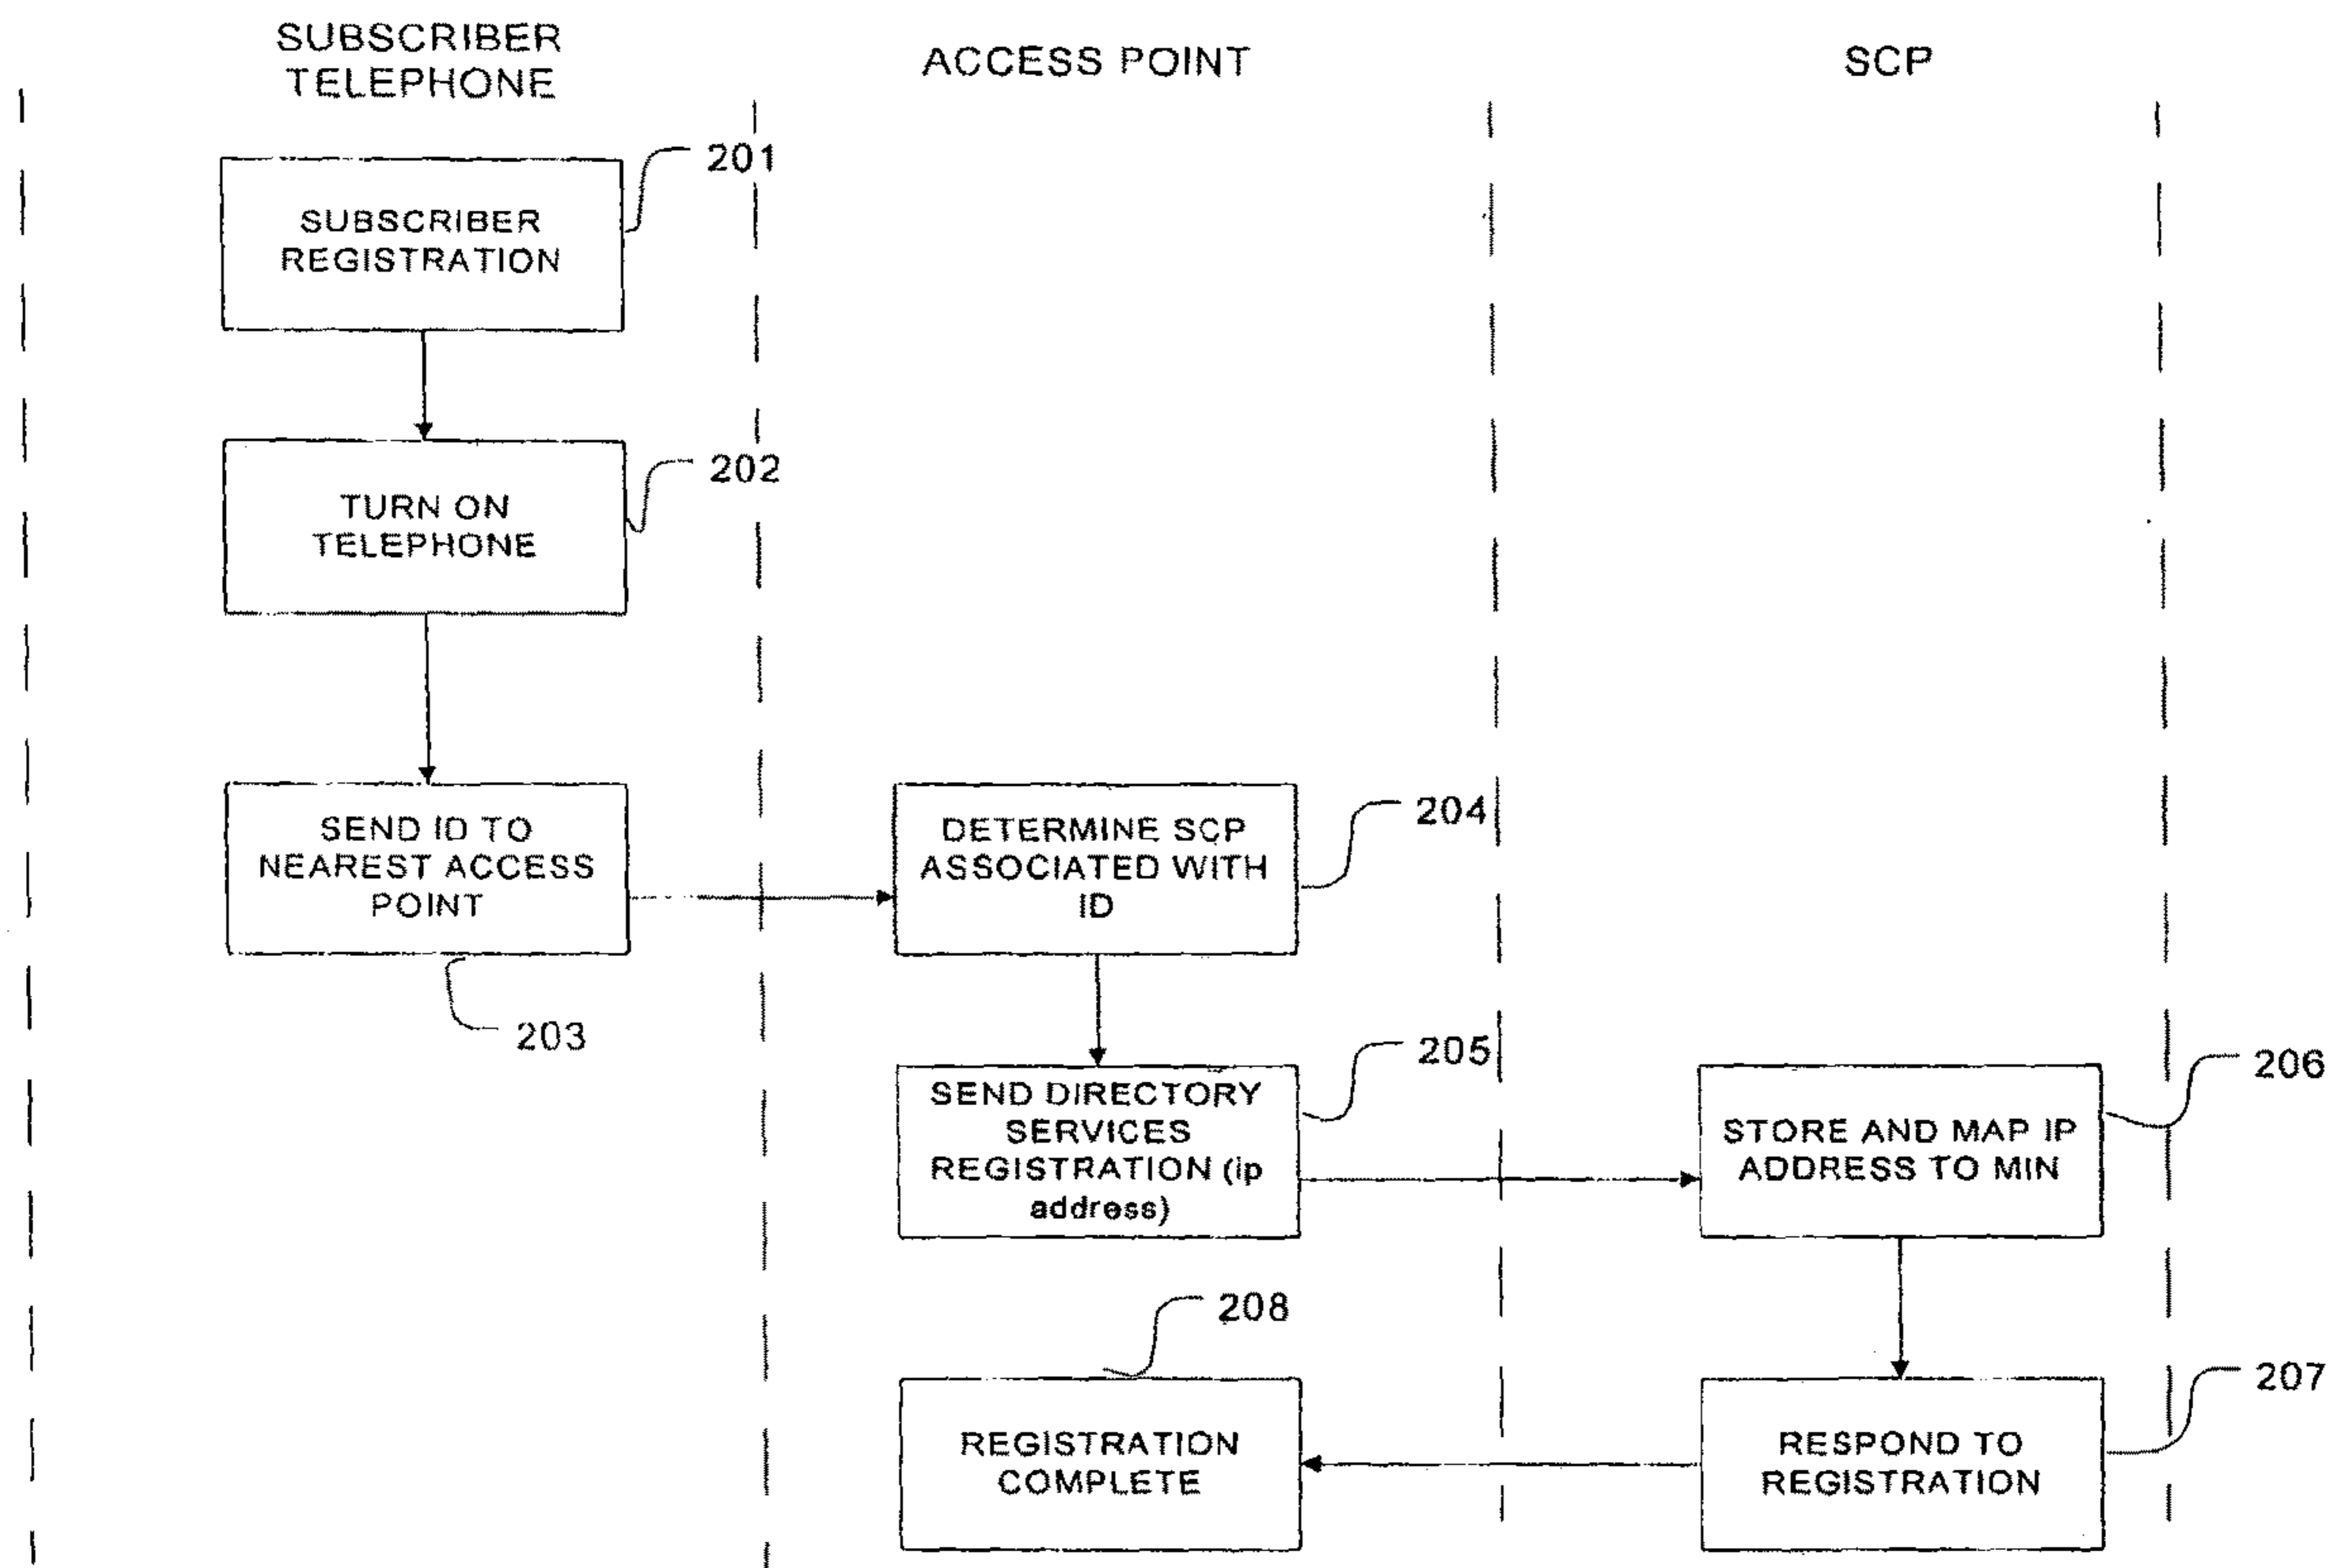 SUBSCRIBER
TELEPHONE
ACCESS POINT
SCP
201
SUBSCRIBER
REGISTRATION
202
TURN ON
TELEPHONE
SEND ID TO
NEAREST ACCESS
POINT
203
204
DETERMINE SCP
ASSOCIATED WITH
ID
205
SEND DIRECTORY
SERVICES
REGISTRATION (ip
address)
206
STORE AND MAP IP
ADDRESS TO MIN
208
REGISTRATION
COMPLETE
207
RESPOND TO
REGISTRATION